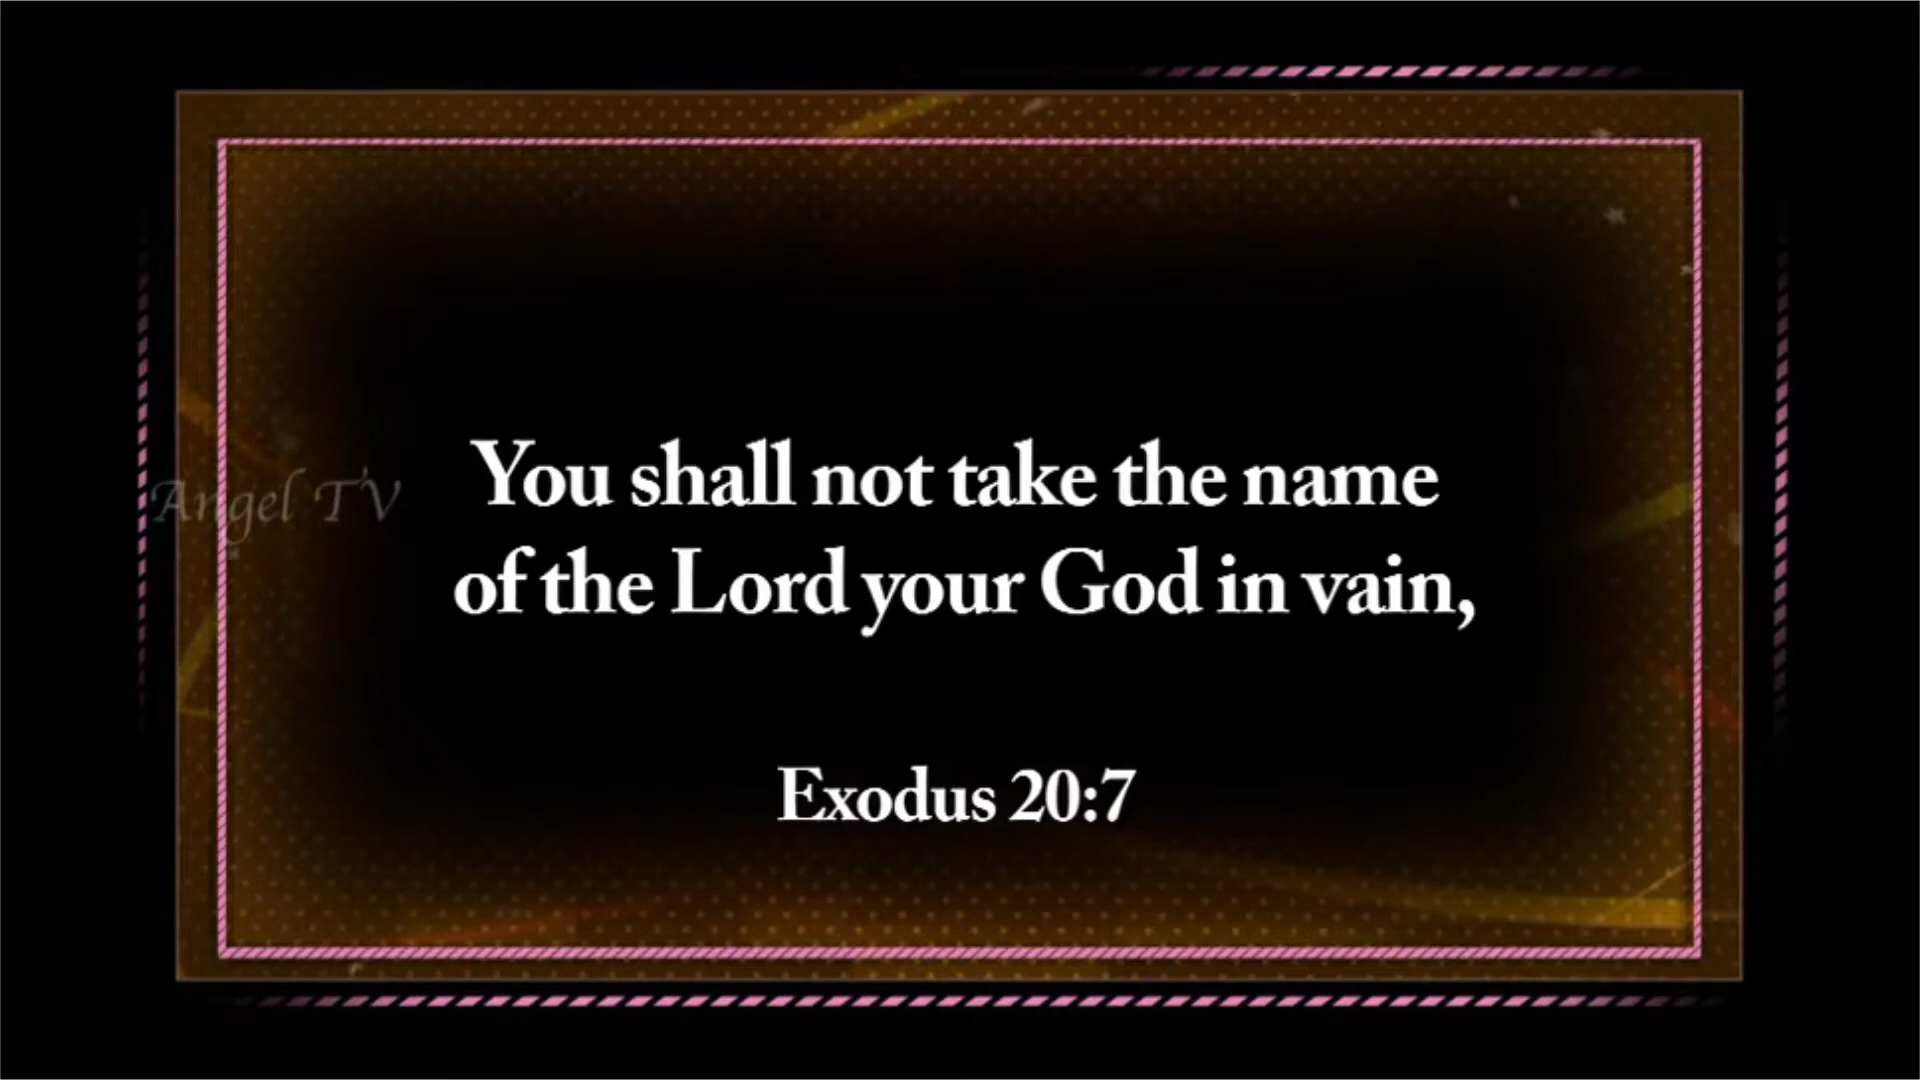 You shall not take the name
Angel TV
of the Lord your God in vain,
Exodus 20:7